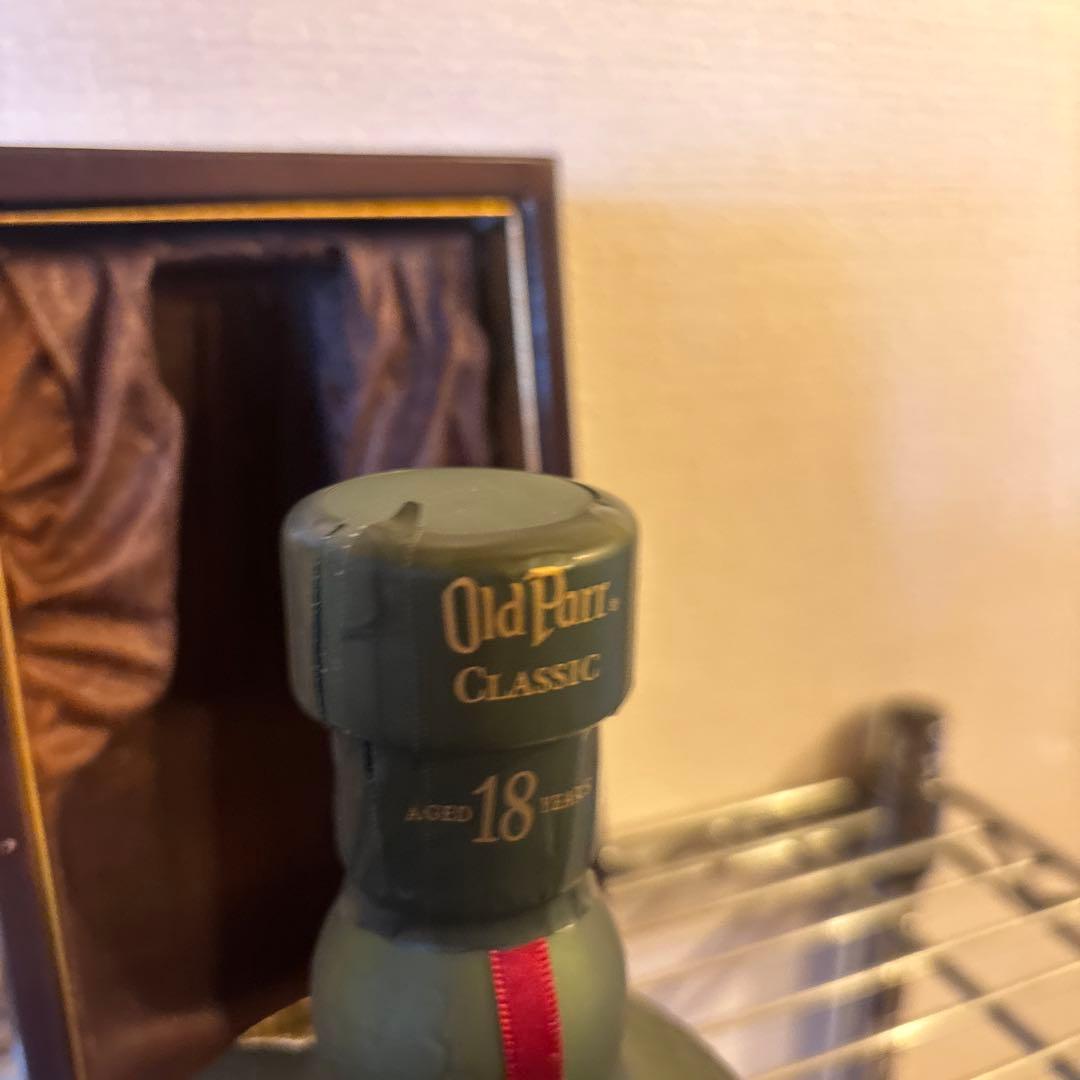 Old Parr
CLASSIC
AGED 18 YEARS